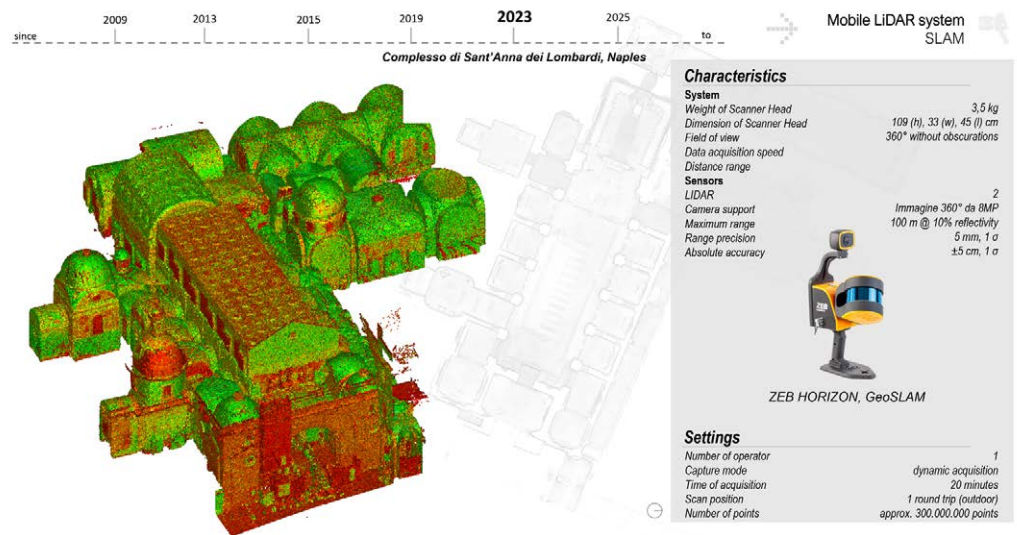 2009 2013 2015 2019 2023 2025
since to
Mobile LiDAR system
SLAM
Complesso di Sant'Anna dei Lombardi, Naples
Characteristics
System
Weight of Scanner Head 3,5 kg
Dimension of Scanner Head 109 (h), 33 (w), 45 (l) cm
Field of view 360° without obscurations
Data acquisition speed
Distance range
Sensors
LIDAR 2
Camera support Immagine 360° da 8MP
Maximum range 100 m @ 10% reflectivity
Range precision 5 mm, 1 σ
Absolute accuracy ±5 cm, 1 σ
ZEB
ZEB HORIZON, GeoSLAM
Settings
Number of operator 1
Capture mode dynamic acquisition
Time of acquisition 20 minutes
Scan position 1 round trip (outdoor)
Number of points approx. 300.000.000 points